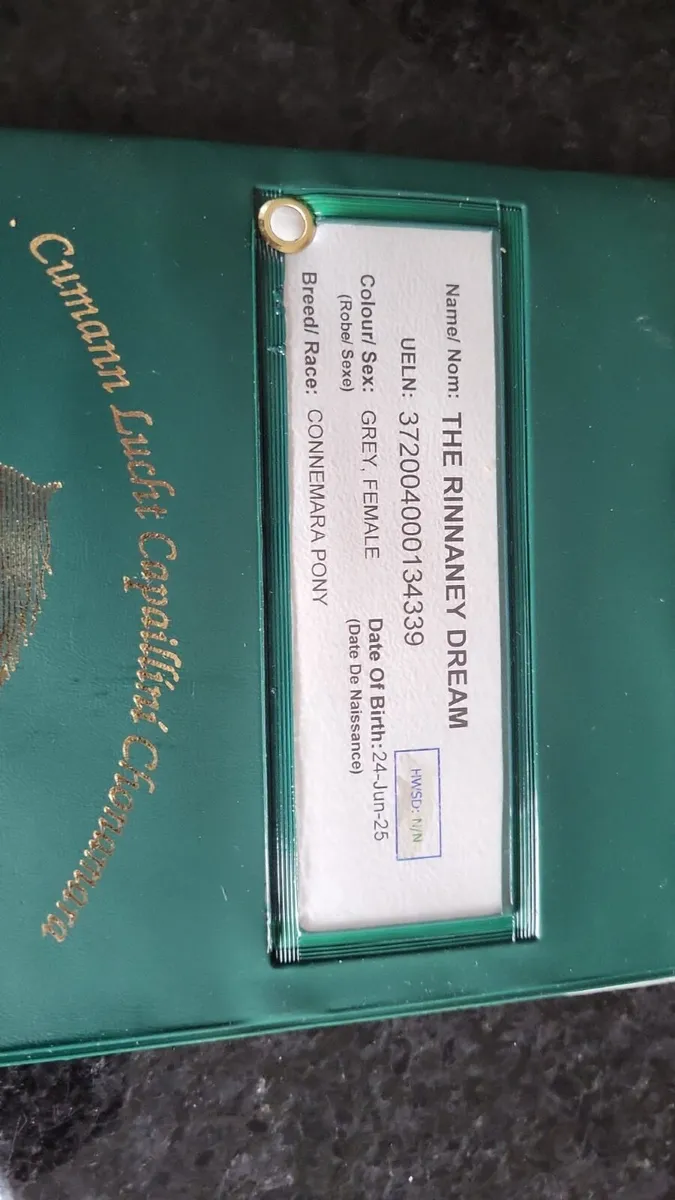 Name/ Nom: THE RINNANEY DREAM
UELN: 372004000134339
HWSD: N/N
Colour/ Sex: GREY, FEMALE Date Of Birth: 24-Jun-25
(Robe/ Sexe) (Date De Naissance)
Breed/ Race: CONNEMARA PONY
Cumann Lucht Capaillíní Chonamara